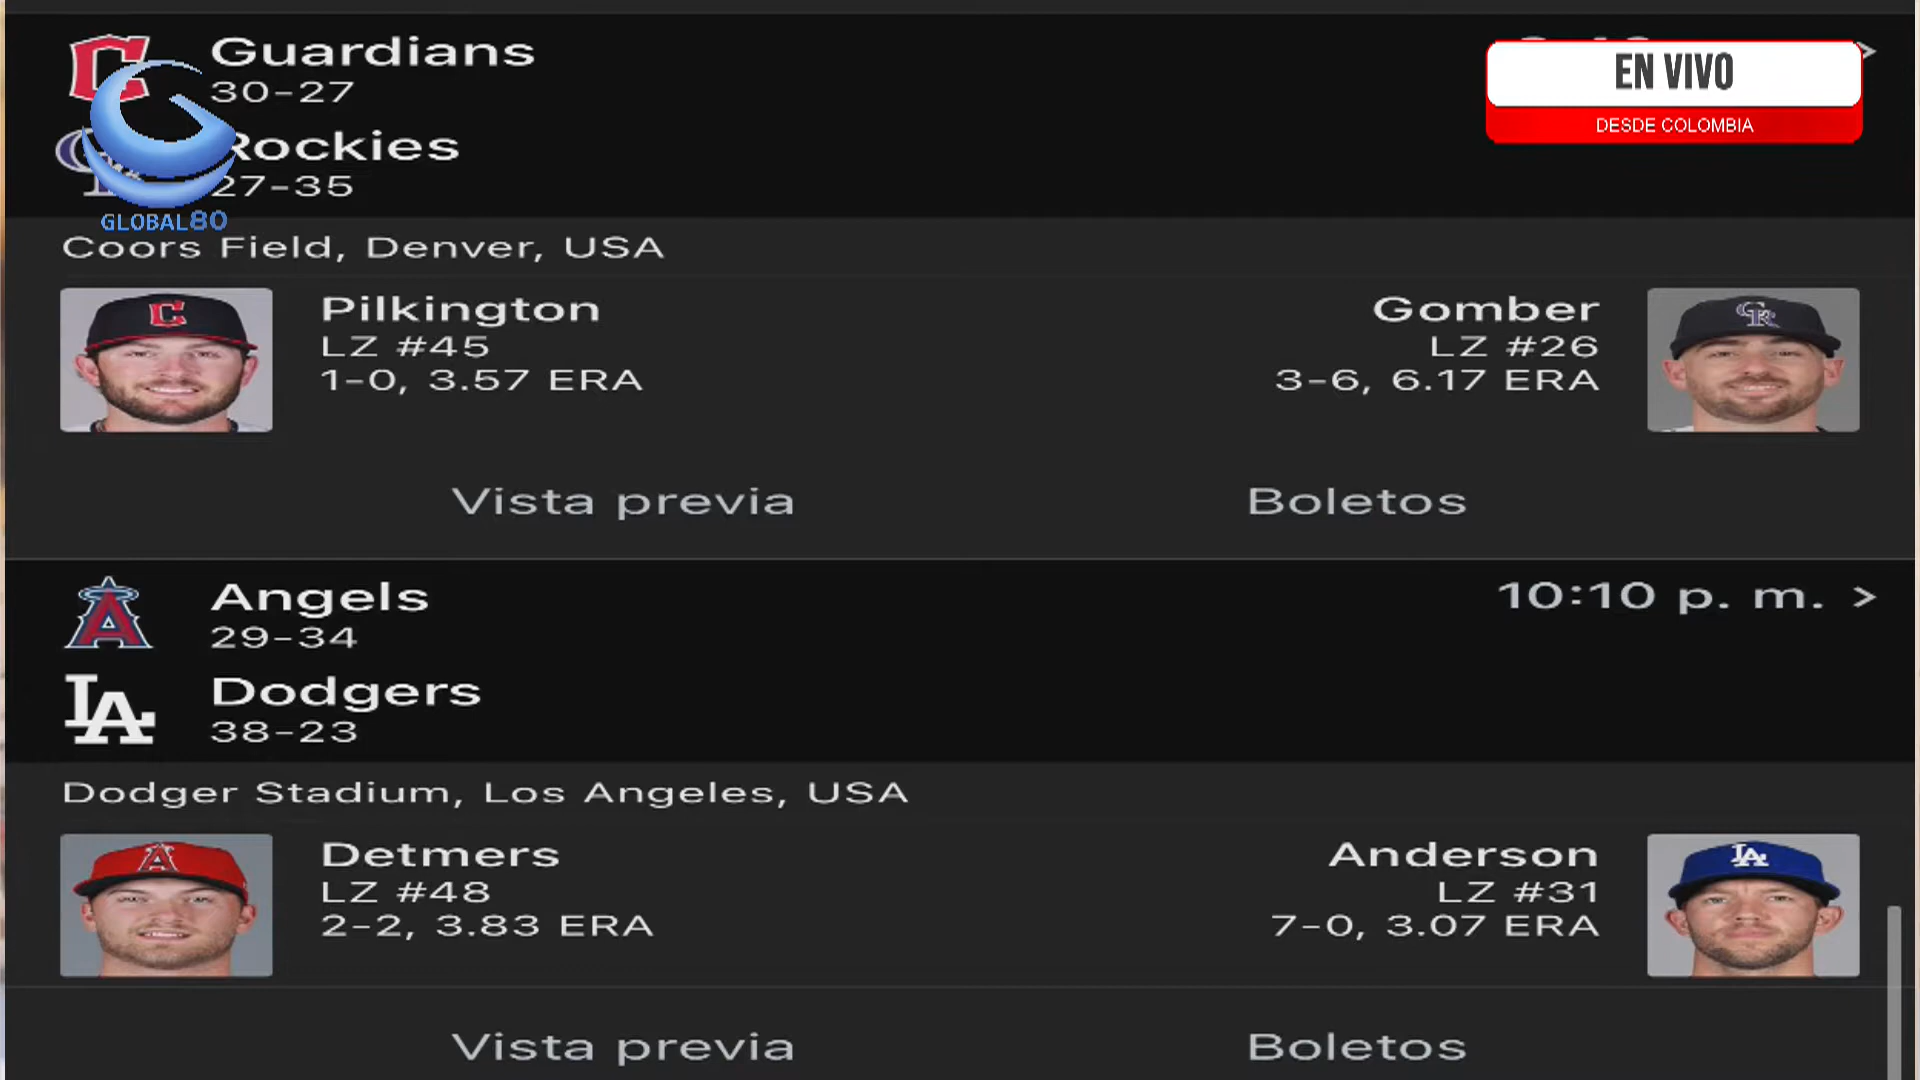 Guardians
30-27
EN VIVO
DESDE COLOMBIA
Rockies
27-35
GLOBAL80
Coors Field, Denver, USA
Pilkington
LZ #45
1-0, 3.57 ERA
Gomber
LZ #26
3-6, 6.17 ERA
Vista previa
Boletos
Angels
29-34
10:10 p. m. >
Dodgers
38-23
Dodger Stadium, Los Angeles, USA
Detmers
LZ #48
2-2, 3.83 ERA
Anderson
LZ #31
7-0, 3.07 ERA
Vista previa
Boletos